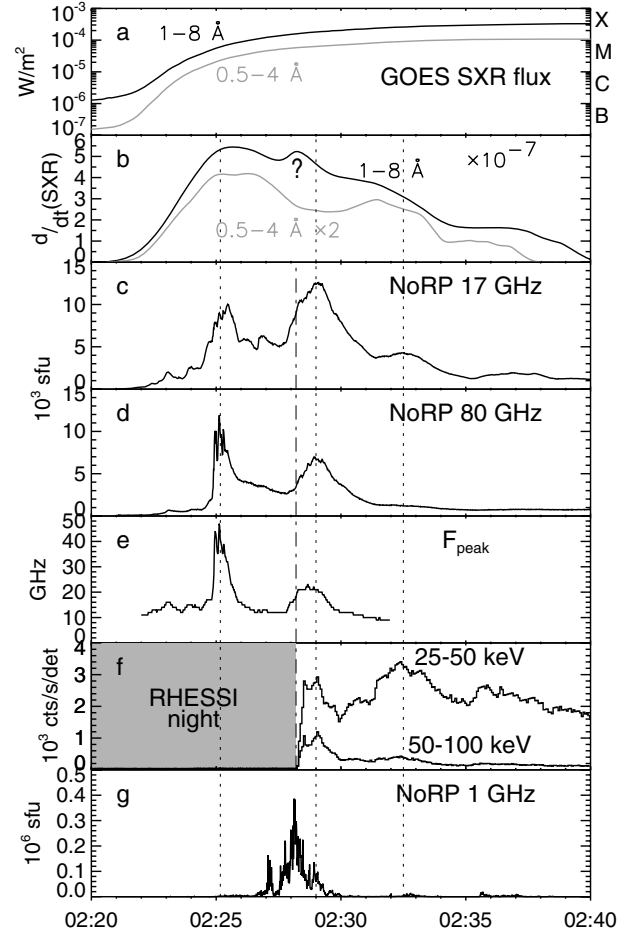 10⁻³
10⁻⁴
10⁻⁵
10⁻⁶
10⁻⁷
W/m²
a
1–8 Å
0.5–4 Å
GOES SXR flux
X
M
C
B
6
5
4
3
2
1
0
d/dt(SXR)
b
?
1–8 Å
×10⁻⁷
0.5–4 Å ×2
15
10
5
0
10³ sfu
c
NoRP 17 GHz
15
10
5
0
d
NoRP 80 GHz
50
40
30
20
10
0
GHz
e
F_peak
4
3
2
1
0
10³ cts/s/det
f
RHESSI
night
25-50 keV
50-100 keV
0.5
0.4
0.3
0.2
0.1
0.0
10⁶ sfu
g
NoRP 1 GHz
02:20 02:25 02:30 02:35 02:40